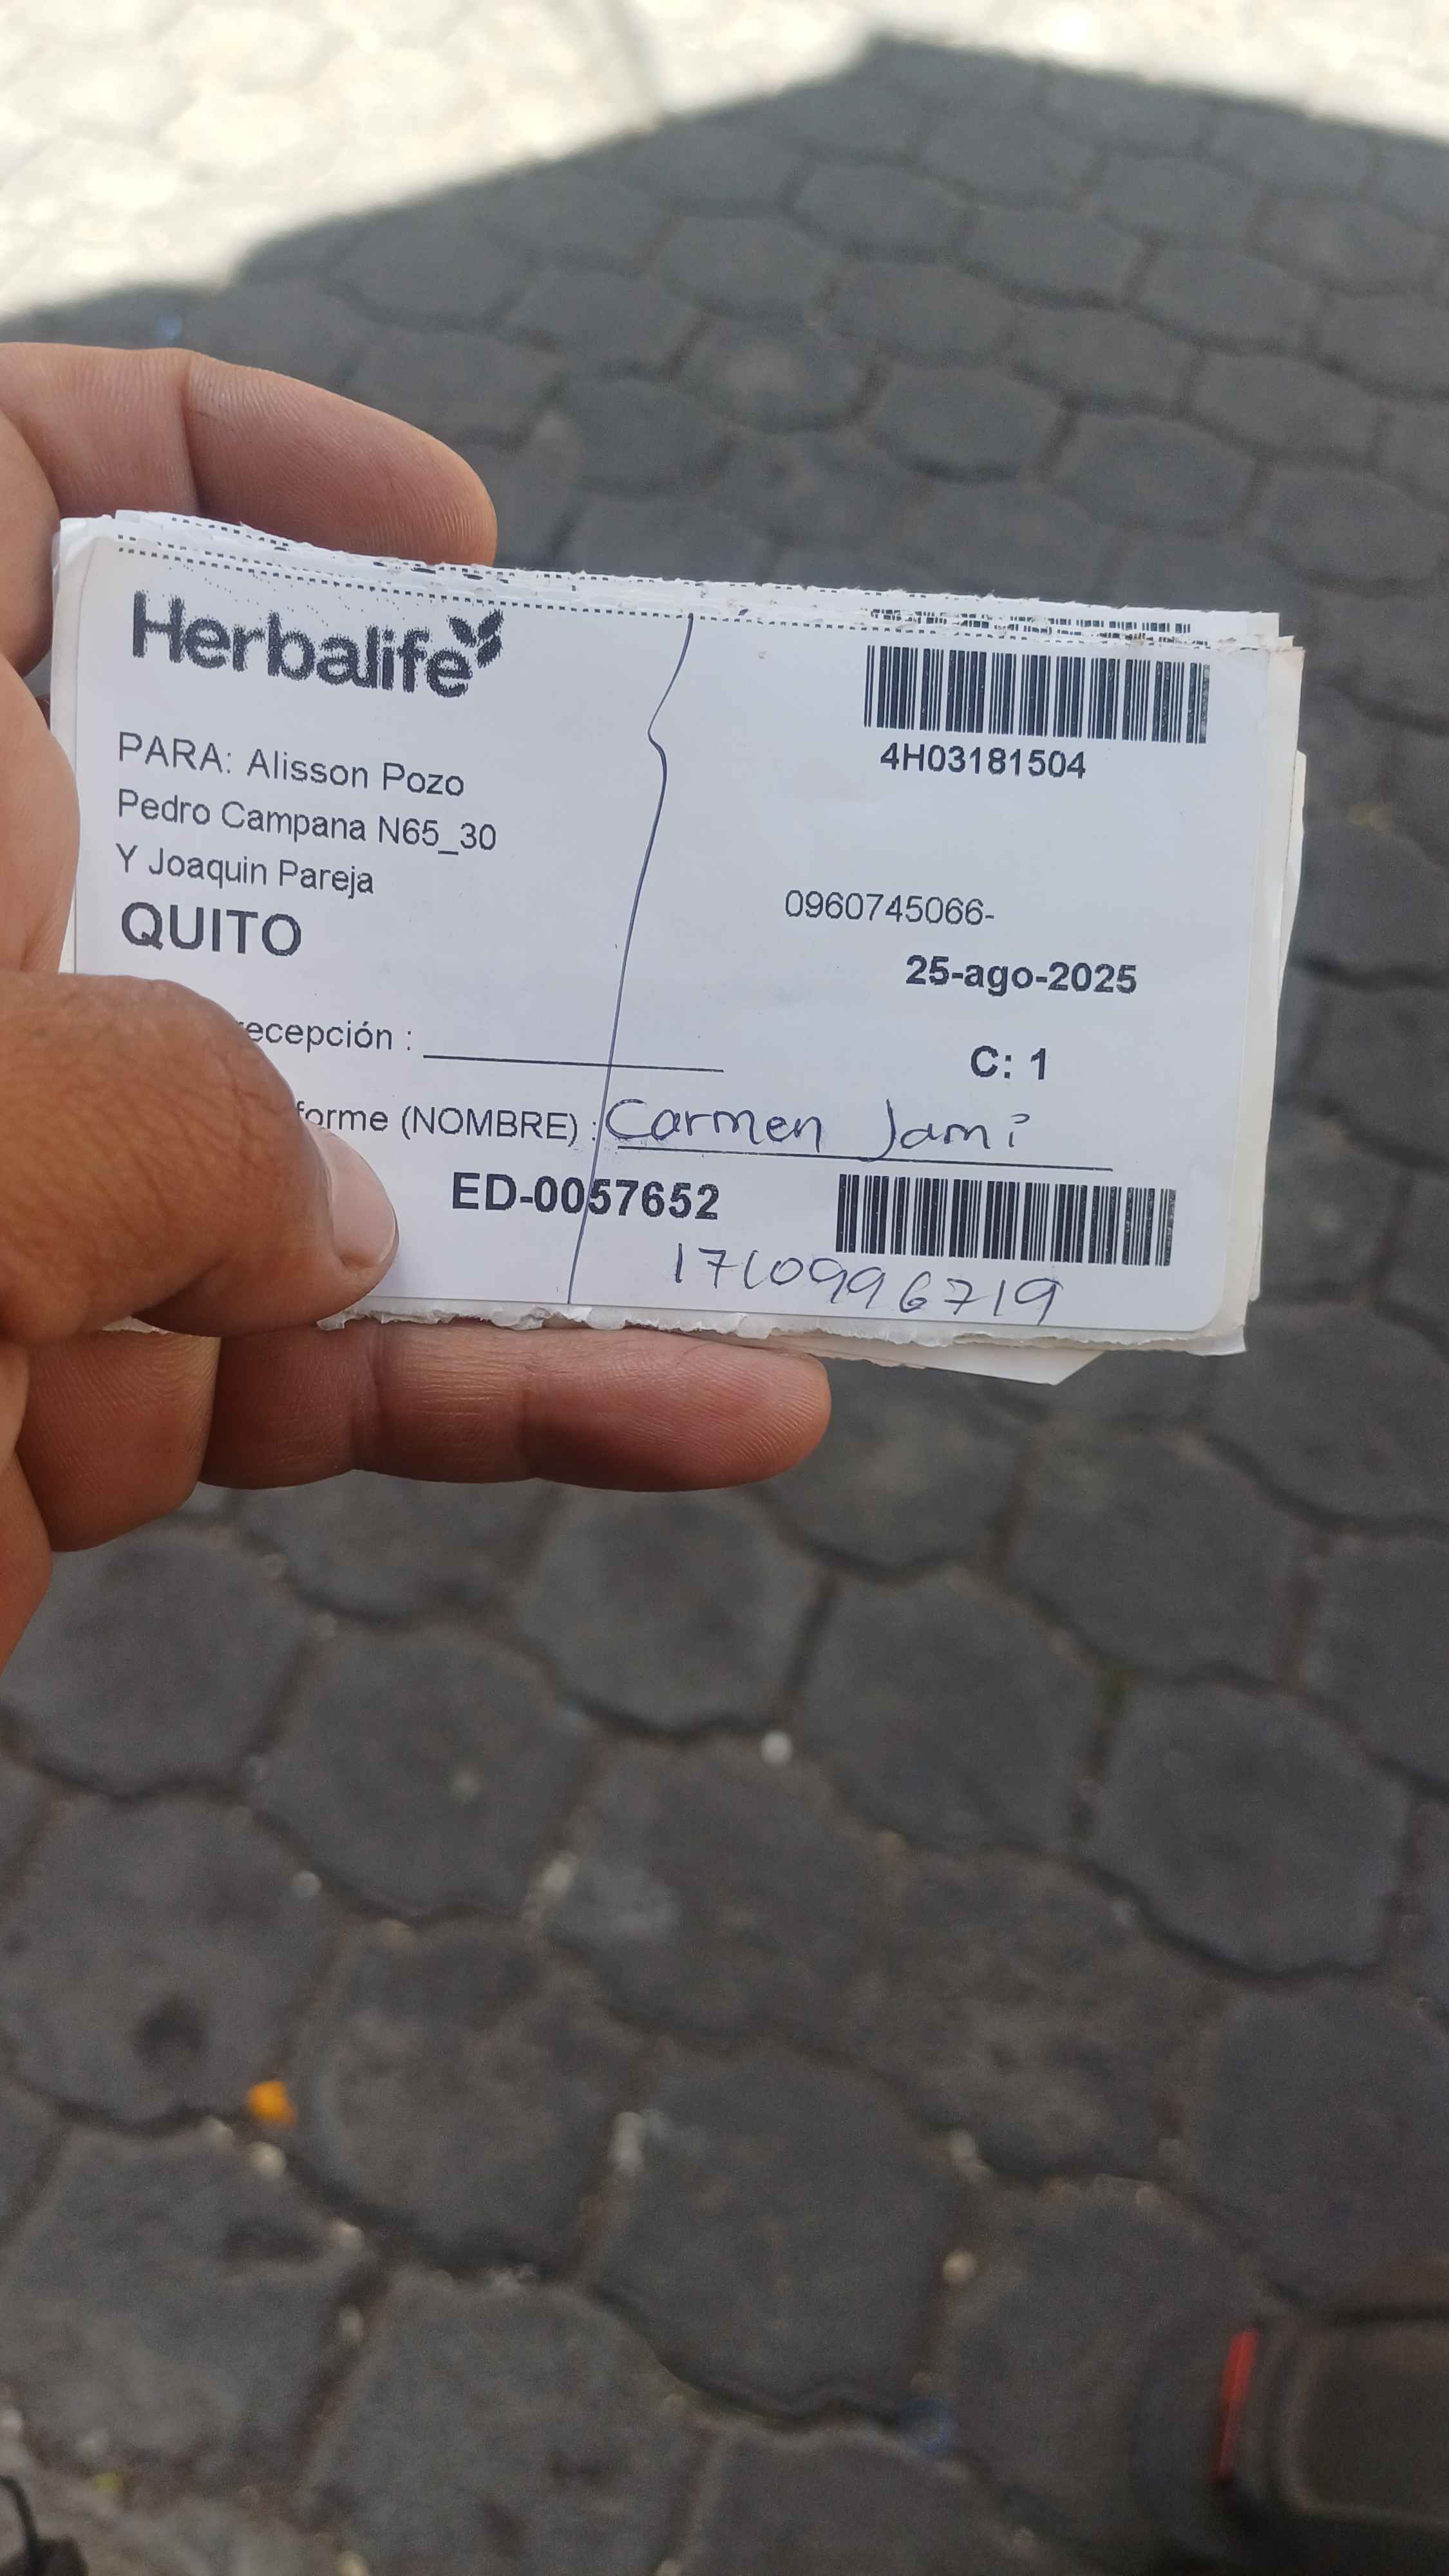 Herbalife
4H03181504
PARA: Alisson Pozo
Pedro Campana N65_30
Y Joaquin Pareja
QUITO
0960745066-
25-ago-2025
recepción :
C: 1
forme (NOMBRE) : Carmen Jami
ED-0057652
1710996719